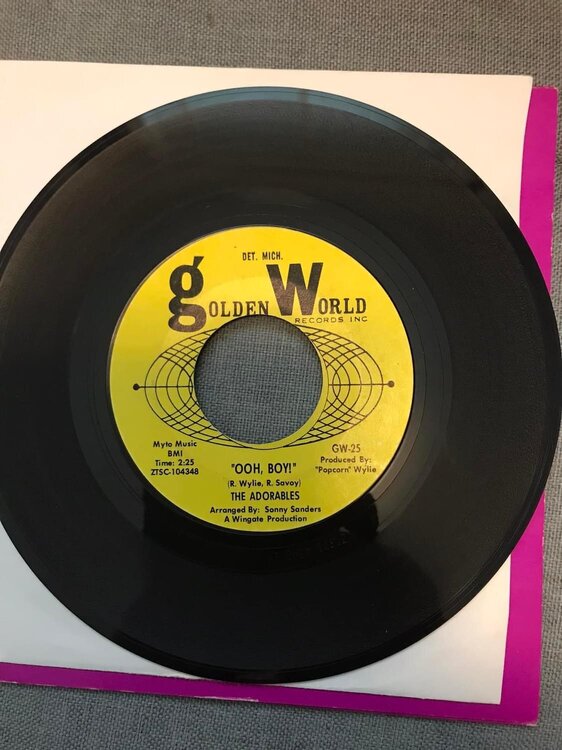 DET. MICH.
gOLDEN WORLD
RECORDS INC
Myto Music
BMI
Time: 2:25
ZTSC-104348
GW-25
Produced By:
"Popcorn" Wylie
"OOH, BOY!"
(R. Wylie, R. Savoy)
THE ADORABLES
Arranged By: Sonny Sanders
A Wingate Production